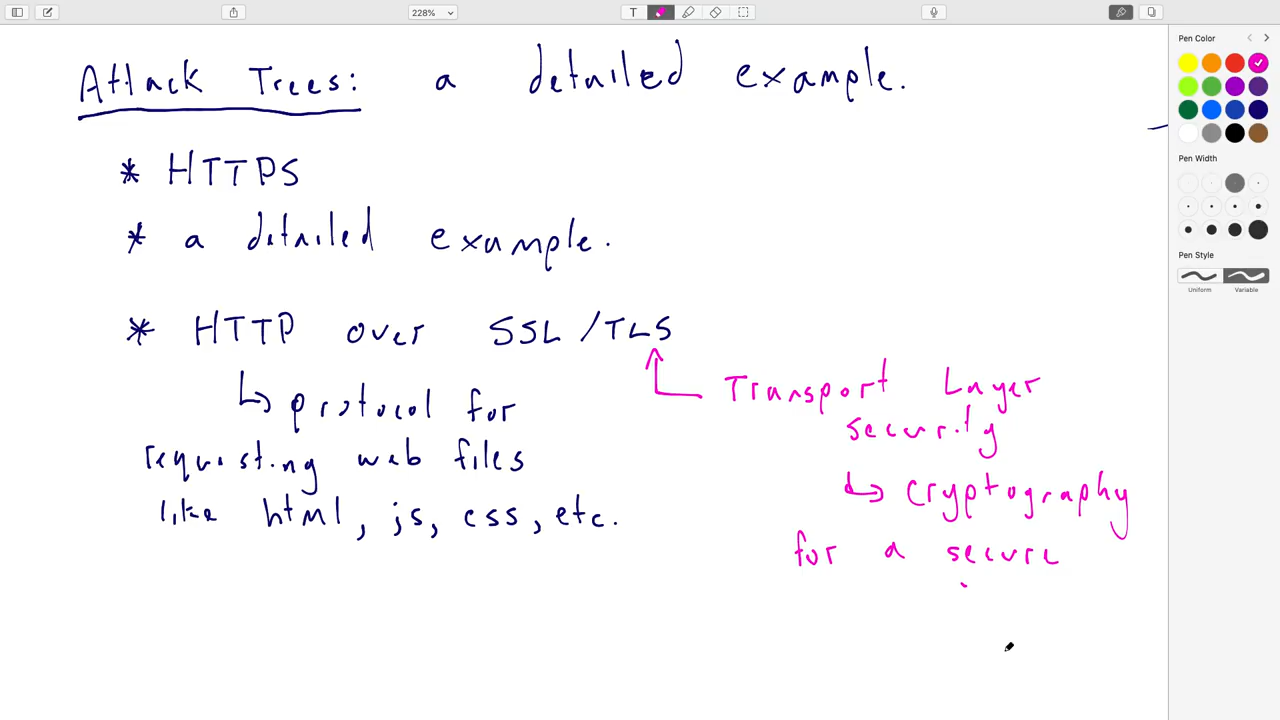 228%
T
Attack Trees: a detailed example.
* HTTPS
* a detailed example.
* HTTP over SSL/TLS
↳ protocol for
requesting web files
like html, js, css, etc.
Transport Layer
security
↳ cryptography
for a secure
Pen Color
Pen Width
Pen Style
Uniform Variable